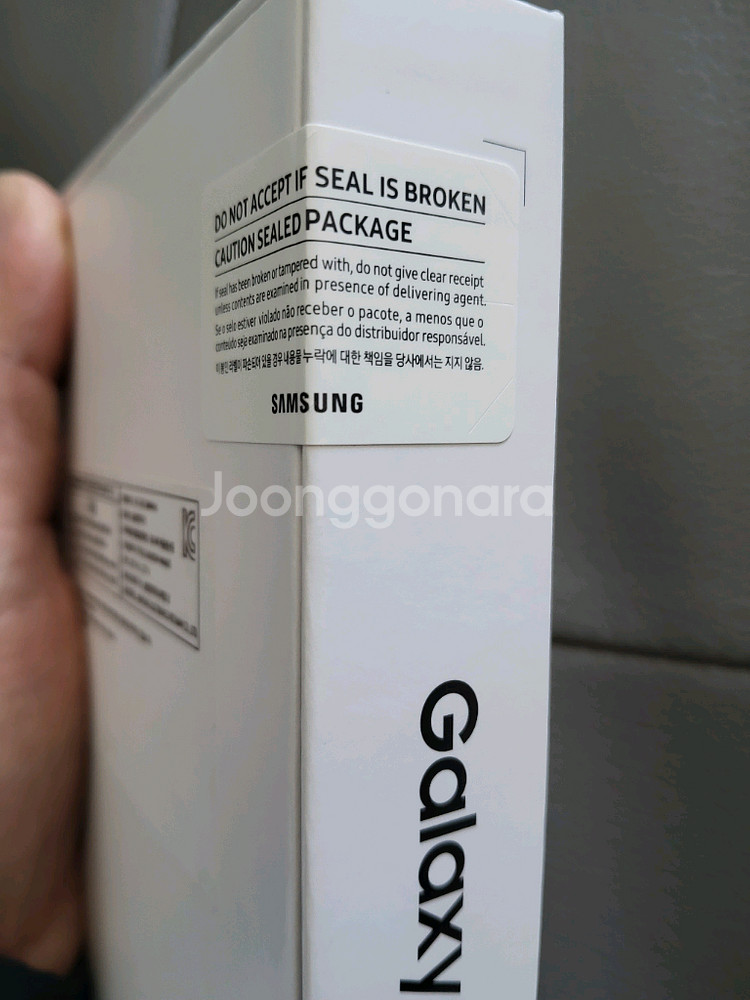 DO NOT ACCEPT IF SEAL IS BROKEN
CAUTION SEALED PACKAGE
If seal has been broken or tampered with, do not give clear receipt
unless contents are examined in presence of delivering agent.
Se o selo estiver violado não receber o pacote, a menos que o
conteúdo seja examinado na presença do distribuidor responsável.
이 봉인 라벨이 파손되어 있을 경우 내용물 누락에 대한 책임을 당사에서는 지지 않음.
SAMSUNG
Joonggonara
Galaxy